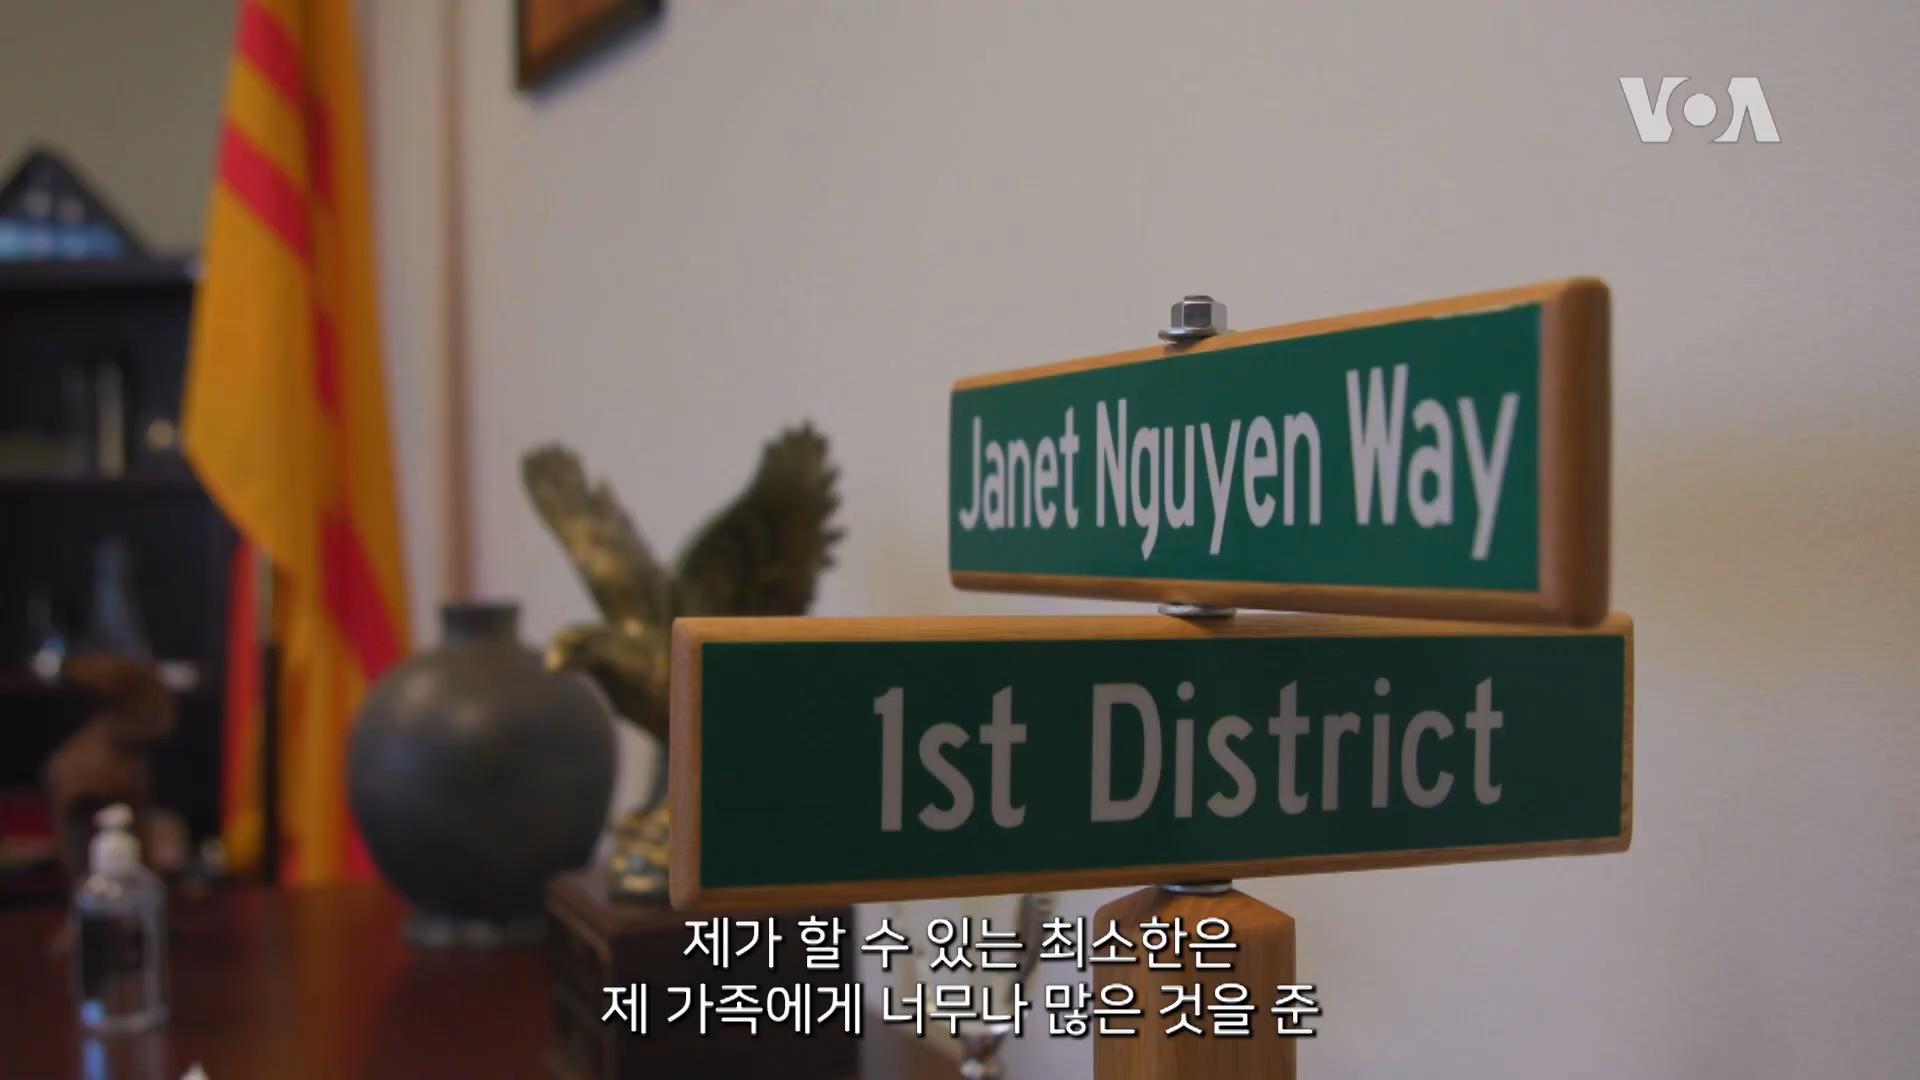 VOA
Janet Nguyen Way
1st District
제가 할 수 있는 최소한은
제 가족에게 너무나 많은 것을 준